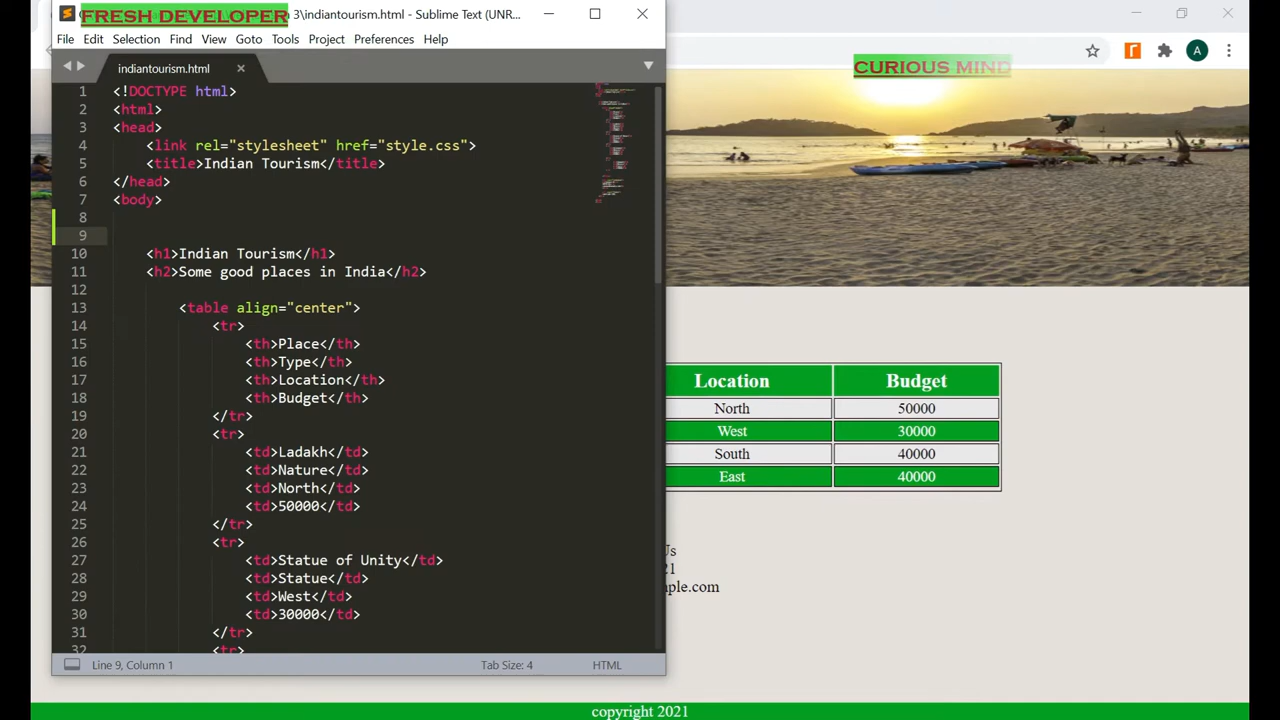 FRESH DEVELOPER 3\indiantourism.html - Sublime Text (UNR...
File Edit Selection Find View Goto Tools Project Preferences Help
CURIOUS MIND
A
indiantourism.html
1 <!DOCTYPE html>
2 <html>
3 <head>
4 <link rel="stylesheet" href="style.css">
5 <title>Indian Tourism</title>
6 </head>
7 <body>
8
9
10 <h1>Indian Tourism</h1>
11 <h2>Some good places in India</h2>
12
13 <table align="center">
14 <tr>
15 <th>Place</th>
16 <th>Type</th>
17 <th>Location</th>
18 <th>Budget</th>
19 </tr>
20 <tr>
21 <td>Ladakh</td>
22 <td>Nature</td>
23 <td>North</td>
24 <td>50000</td>
25 </tr>
26 <tr>
27 <td>Statue of Unity</td>
28 <td>Statue</td>
29 <td>West</td>
30 <td>30000</td>
31 </tr>
32 <tr>
Line 9, Column 1 Tab Size: 4 HTML
Location Budget
North 50000
West 30000
South 40000
East 40000
Us
21
mple.com
copyright 2021